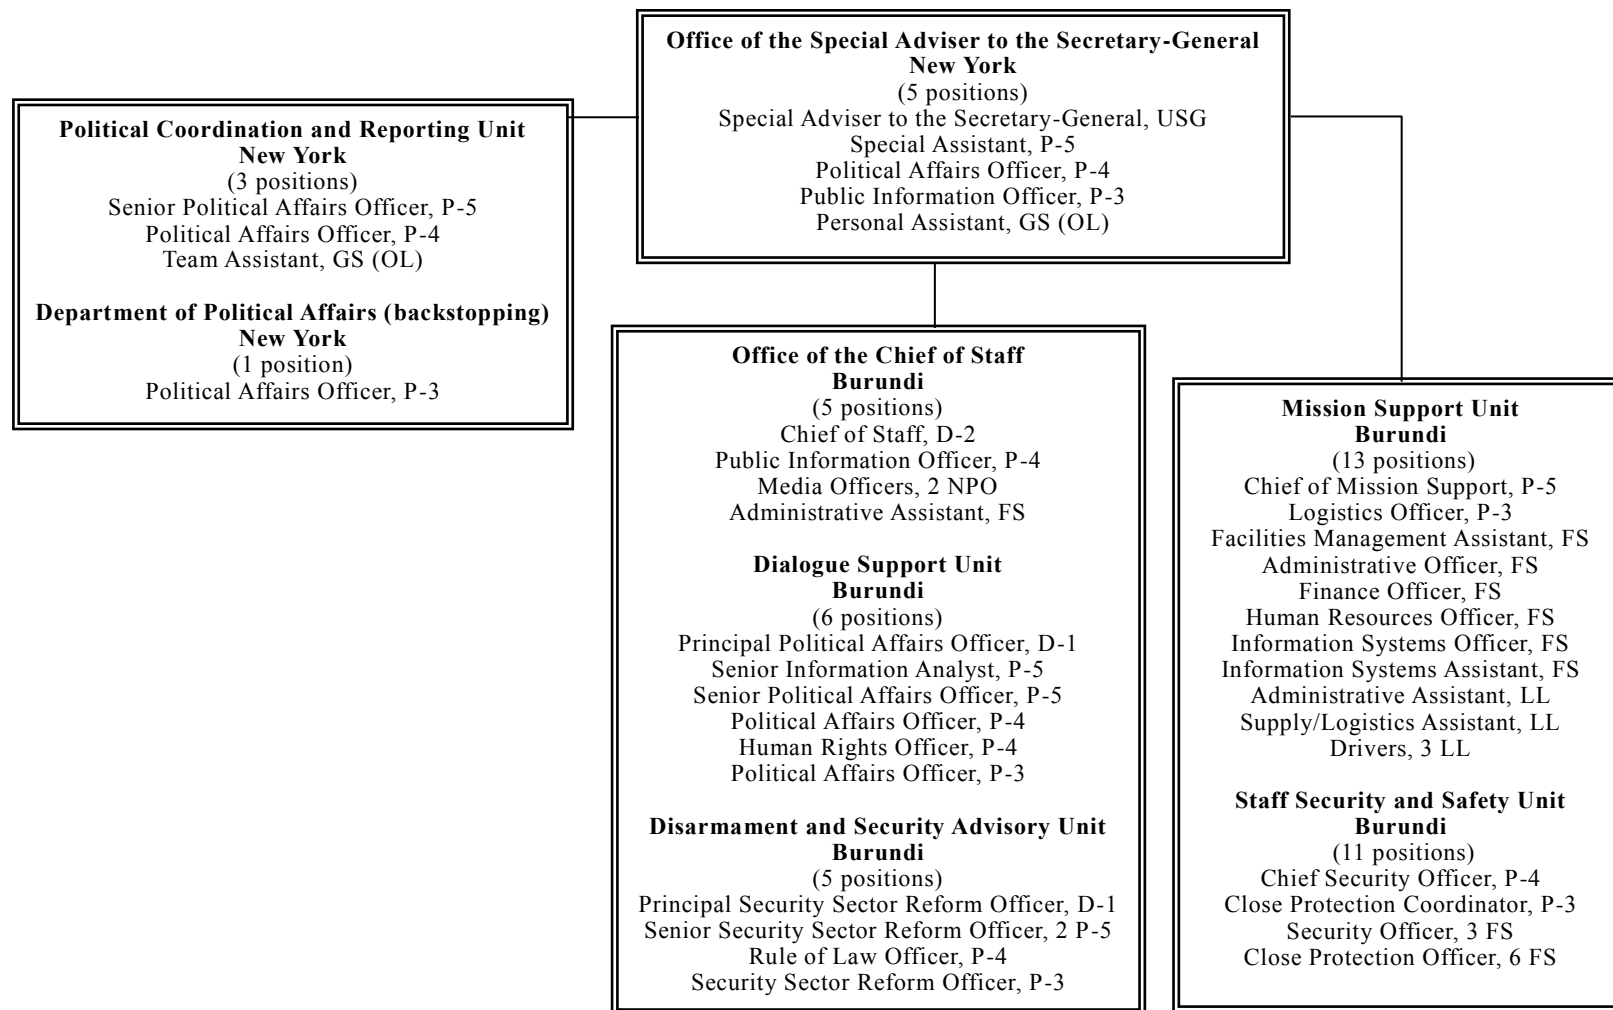 Office of the Special Adviser to the Secretary-General
New York
(5 positions)
Special Adviser to the Secretary-General, USG
Special Assistant, P-5
Political Affairs Officer, P-4
Public Information Officer, P-3
Personal Assistant, GS (OL)
Political Coordination and Reporting Unit
New York
(3 positions)
Senior Political Affairs Officer, P-5
Political Affairs Officer, P-4
Team Assistant, GS (OL)
Department of Political Affairs (backstopping)
New York
(1 position)
Political Affairs Officer, P-3
Office of the Chief of Staff
Burundi
(5 positions)
Chief of Staff, D-2
Public Information Officer, P-4
Media Officers, 2 NPO
Administrative Assistant, FS
Dialogue Support Unit
Burundi
(6 positions)
Principal Political Affairs Officer, D-1
Senior Information Analyst, P-5
Senior Political Affairs Officer, P-5
Political Affairs Officer, P-4
Human Rights Officer, P-4
Political Affairs Officer, P-3
Disarmament and Security Advisory Unit
Burundi
(5 positions)
Principal Security Sector Reform Officer, D-1
Senior Security Sector Reform Officer, 2 P-5
Rule of Law Officer, P-4
Security Sector Reform Officer, P-3
Mission Support Unit
Burundi
(13 positions)
Chief of Mission Support, P-5
Logistics Officer, P-3
Facilities Management Assistant, FS
Administrative Officer, FS
Finance Officer, FS
Human Resources Officer, FS
Information Systems Officer, FS
Information Systems Assistant, FS
Administrative Assistant, LL
Supply/Logistics Assistant, LL
Drivers, 3 LL
Staff Security and Safety Unit
Burundi
(11 positions)
Chief Security Officer, P-4
Close Protection Coordinator, P-3
Security Officer, 3 FS
Close Protection Officer, 6 FS